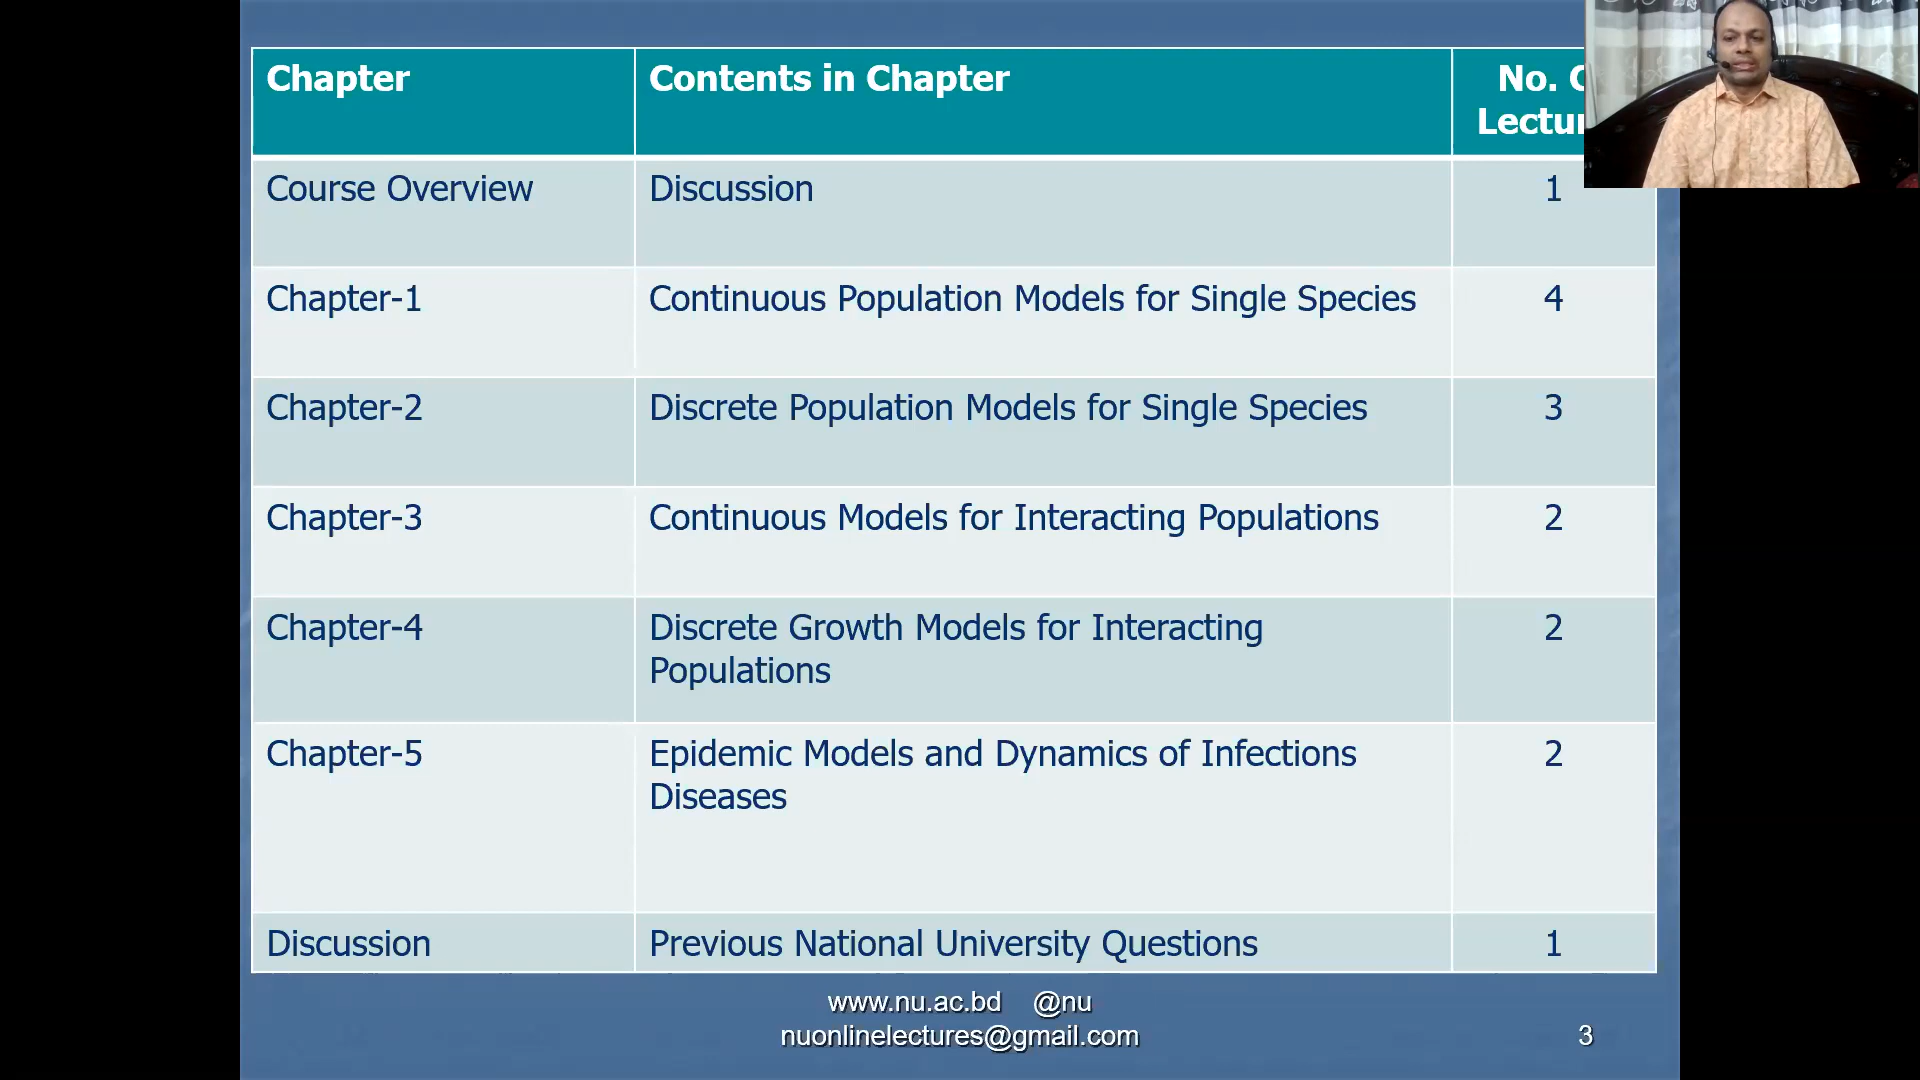 Chapter
Contents in Chapter
No.
Course Overview
Discussion
1
Chapter-1
Continuous Population Models for Single Species
4
Chapter-2
Discrete Population Models for Single Species
3
Chapter-3
Continuous Models for Interacting Populations
2
Chapter-4
Discrete Growth Models for Interacting
Populations
2
Chapter-5
Epidemic Models and Dynamics of Infections
Diseases
2
Discussion
Previous National University Questions
1
www.nu.ac.bd @nu
nuonlinelectures@gmail.com
3